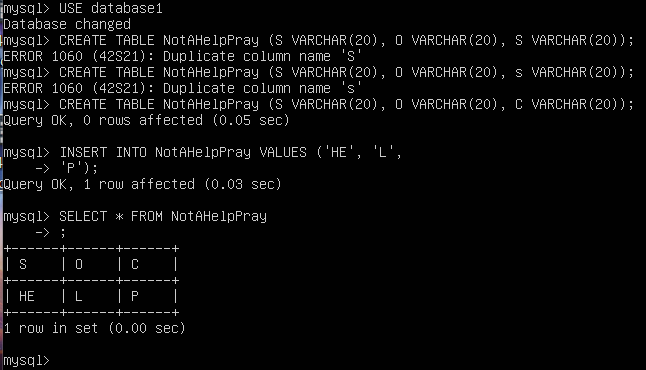 mysql> USE database1
Database changed
mysql> CREATE TABLE NotAHelpPray (S VARCHAR(20), O VARCHAR(20), S VARCHAR(20));
ERROR 1060 (42S21): Duplicate column name 'S'
mysql> CREATE TABLE NotAHelpPray (S VARCHAR(20), O VARCHAR(20), s VARCHAR(20));
ERROR 1060 (42S21): Duplicate column name 's'
mysql> CREATE TABLE NotAHelpPray (S VARCHAR(20), O VARCHAR(20), C VARCHAR(20));
Query OK, 0 rows affected (0.05 sec)
mysql> INSERT INTO NotAHelpPray VALUES ('HE', 'L',
    -> 'P');
Query OK, 1 row affected (0.03 sec)
mysql> SELECT * FROM NotAHelpPray
    -> ;
+------+------+------+
| S    | O    | C    |
+------+------+------+
| HE   | L    | P    |
+------+------+------+
1 row in set (0.00 sec)
mysql>